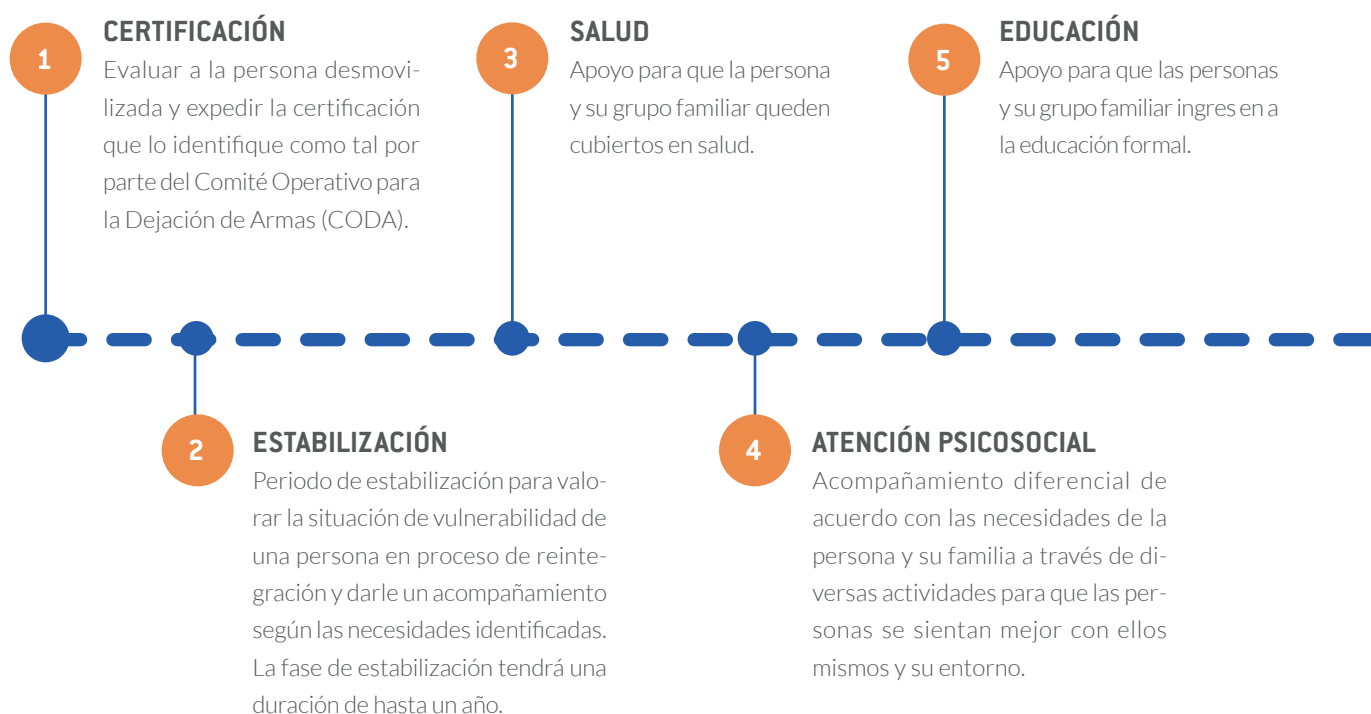 1
CERTIFICACIÓN
Evaluar a la persona desmovi-
lizada y expedir la certificación
que lo identifique como tal por
parte del Comité Operativo para
la Dejación de Armas (CODA).
2
ESTABILIZACIÓN
Periodo de estabilización para valo-
rar la situación de vulnerabilidad de
una persona en proceso de reinte-
gración y darle un acompañamiento
según las necesidades identificadas.
La fase de estabilización tendrá una
duración de hasta un año.
3
SALUD
Apoyo para que la persona
y su grupo familiar queden
cubiertos en salud.
4
ATENCIÓN PSICOSOCIAL
Acompañamiento diferencial de
acuerdo con las necesidades de la
persona y su familia a través de di-
versas actividades para que las per-
sonas se sientan mejor con ellos
mismos y su entorno.
5
EDUCACIÓN
Apoyo para que las personas
y su grupo familiar ingres en a
la educación formal.